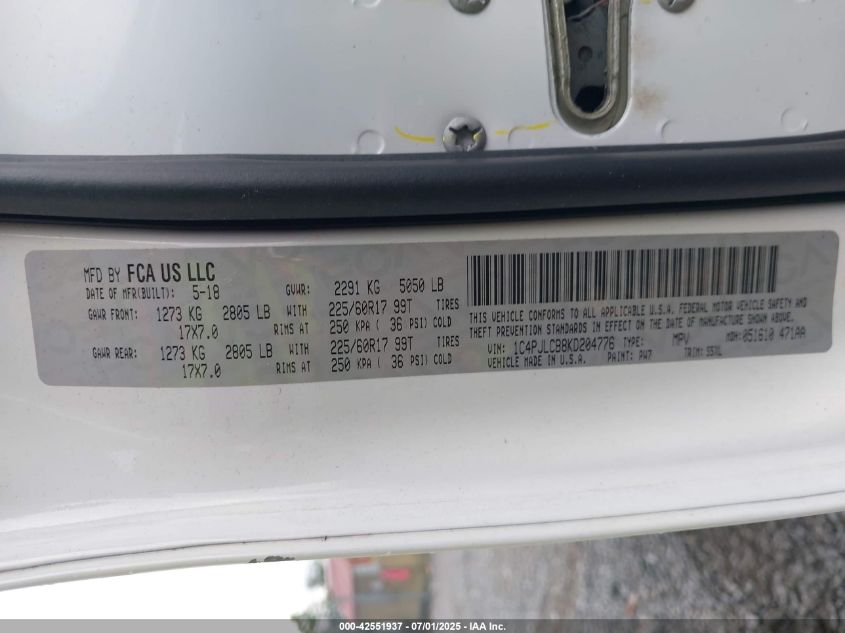 MFD BY FCA US LLC
DATE OF MFR(BUILT): 5-18 GVWR: 2291 KG 5050 LB
GAWR FRONT: 1273 KG 2805 LB WITH 225/60R17 99T TIRES
17X7.0 RIMS AT 250 KPA ( 36 PSI) COLD
GAWR REAR: 1273 KG 2805 LB WITH 225/60R17 99T TIRES
17X7.0 RIMS AT 250 KPA ( 36 PSI) COLD
THIS VEHICLE CONFORMS TO ALL APPLICABLE U.S.A. FEDERAL MOTOR VEHICLE SAFETY AND
THEFT PREVENTION STANDARDS IN EFFECT ON THE DATE OF MANUFACTURE SHOWN ABOVE.
VIN: 1C4PJLCB8KD204776 TYPE: MPV MDH: 051610 471AA
VEHICLE MADE IN U.S.A. PAINT: PW7 TRIM:
000-42551937 - 07/01/2025 - IAA Inc.